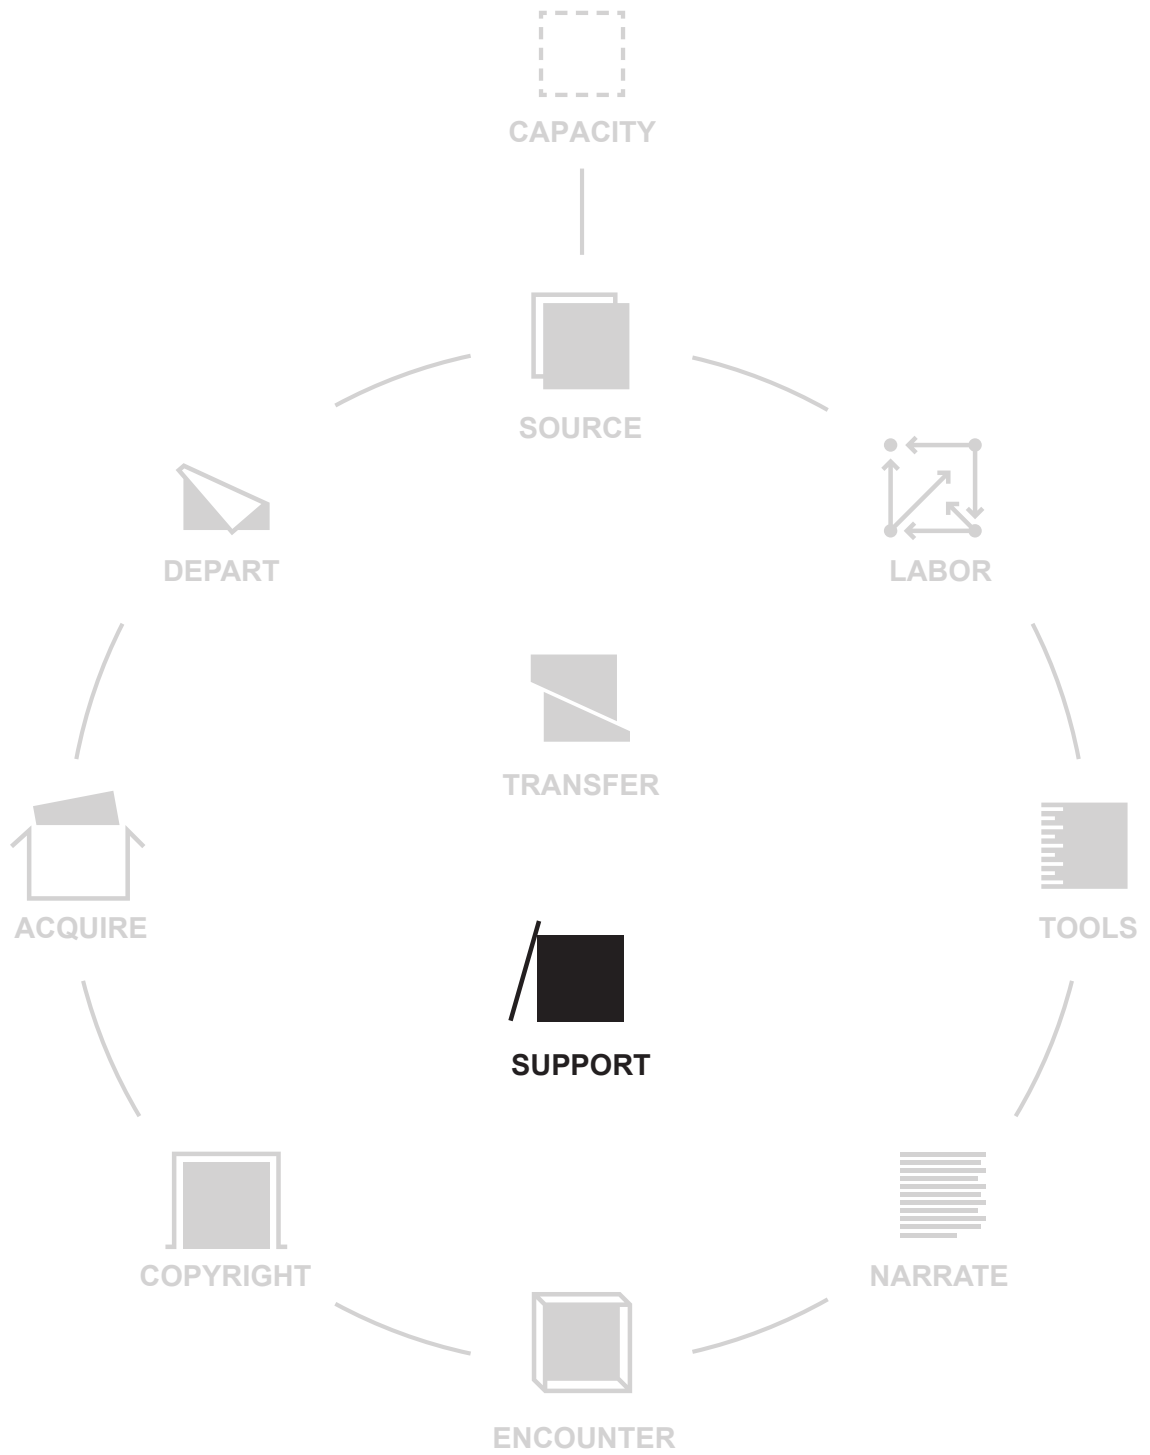 CAPACITY
SOURCE
DEPART
LABOR
TRANSFER
ACQUIRE
TOOLS
SUPPORT
COPYRIGHT
NARRATE
ENCOUNTER